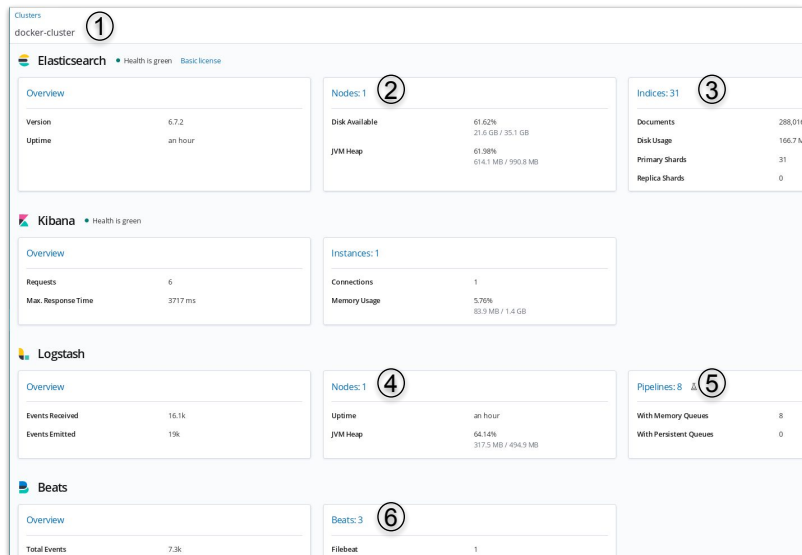 Clusters
docker-cluster
1
Elasticsearch Health is green Basic license
Overview
Version 6.7.2
Uptime an hour
Nodes: 1 2
Disk Available 61.62%
21.6 GB / 35.1 GB
JVM Heap 61.98%
614.1 MB / 990.8 MB
Indices: 31 3
Documents 288,016
Disk Usage 166.7 M
Primary Shards 31
Replica Shards 0
Kibana Health is green
Overview
Requests 6
Max. Response Time 3717 ms
Instances: 1
Connections 1
Memory Usage 5.76%
83.9 MB / 1.4 GB
Logstash
Overview
Events Received 16.1k
Events Emitted 19k
Nodes: 1 4
Uptime an hour
JVM Heap 64.14%
317.5 MB / 494.9 MB
Pipelines: 8 5
With Memory Queues 8
With Persistent Queues 0
Beats
Overview
Total Events 7.3k
Beats: 3 6
Filebeat 1